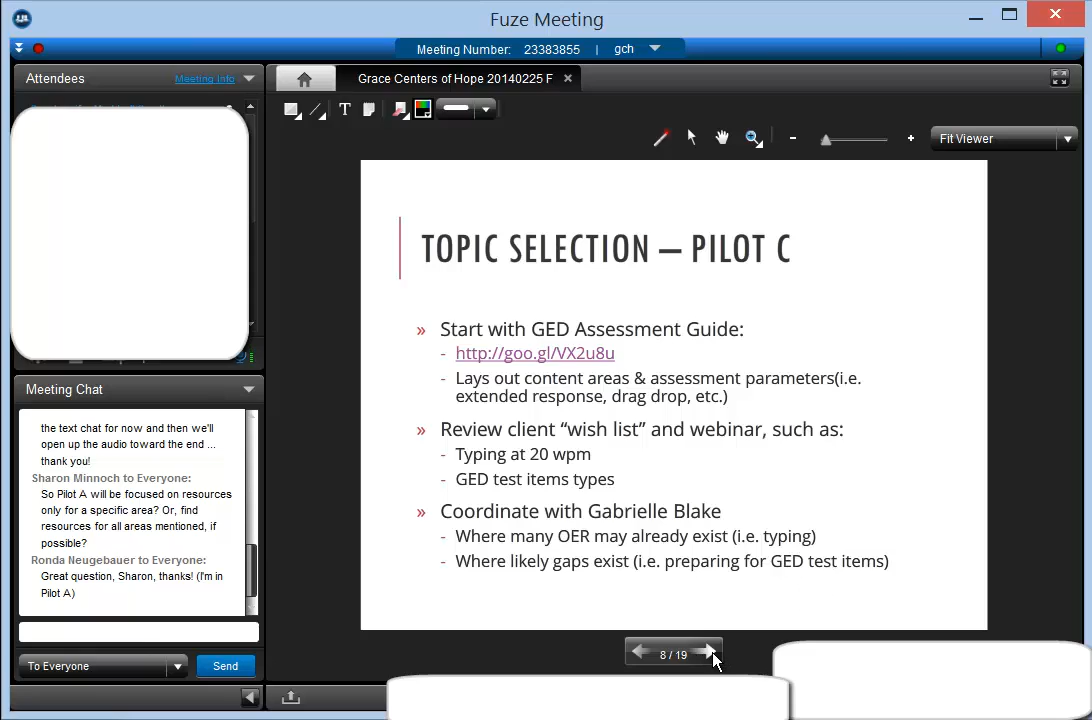 Fuze Meeting
Meeting Number: 23383855 | gch
Attendees
Meeting Info
Grace Centers of Hope 20140225 F
T
Fit Viewer
TOPIC SELECTION – PILOT C
» Start with GED Assessment Guide:
- http://goo.gl/VX2u8u
- Lays out content areas & assessment parameters(i.e.
extended response, drag drop, etc.)
» Review client “wish list” and webinar, such as:
- Typing at 20 wpm
- GED test items types
» Coordinate with Gabrielle Blake
- Where many OER may already exist (i.e. typing)
- Where likely gaps exist (i.e. preparing for GED test items)
8 / 19
Meeting Chat
the text chat for now and then we'll
open up the audio toward the end ...
thank you!
Sharon Minnoch to Everyone:
So Pilot A will be focused on resources
only for a specific area? Or, find
resources for all areas mentioned, if
possible?
Ronda Neugebauer to Everyone:
Great question, Sharon, thanks! (I'm in
Pilot A)
To Everyone
Send